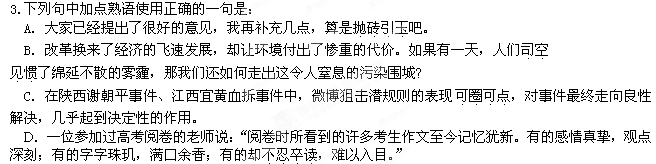 3.下列句中加点熟语使用正确的一句是：
A．大家已经提出了很好的意见，我再补充几点，算是抛砖引玉吧。
B．改革换来了经济的飞速发展，却让环境付出了惨重的代价。如果有一天，人们司空
见惯了绵延不散的雾霾，那我们还如何走出这令人窒息的污染围城？
C．在陕西谢朝平事件、江西宜黄血拆事件中，微博狙击潜规则的表现可圈可点，对事件最终走向良性
解决，几乎起到决定性的作用。
D．一位参加过高考阅卷的老师说：“阅卷时所看到的许多考生作文至今记忆犹新。有的感情真挚，观点
深刻；有的字字珠玑，满口余香；有的却不忍卒读，难以入目。”